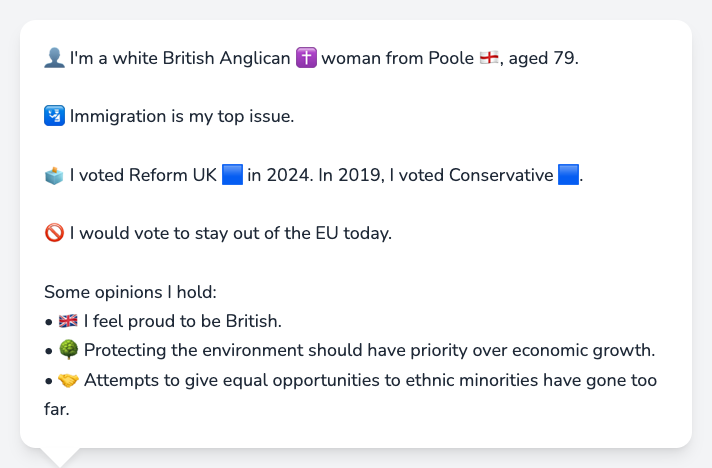 👤 I'm a white British Anglican ✝️ woman from Poole 🏴󠁧󠁢󠁥󠁮󠁧󠁿, aged 79.
🛂 Immigration is my top issue.
🗳️ I voted Reform UK 🟦 in 2024. In 2019, I voted Conservative 🟦.
🚫 I would vote to stay out of the EU today.
Some opinions I hold:
• 🇬🇧 I feel proud to be British.
• 🌳 Protecting the environment should have priority over economic growth.
• 🤝 Attempts to give equal opportunities to ethnic minorities have gone too
far.